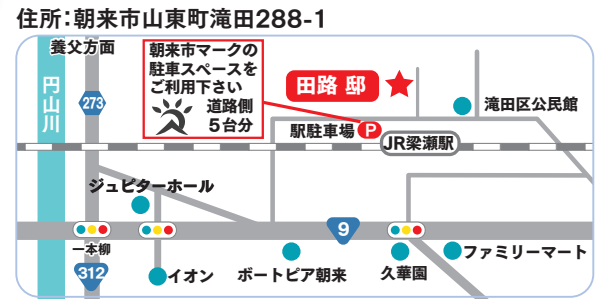 住所:朝来市山東町滝田288-1
養父方面
朝来市マークの
駐車スペースを
ご利用下さい
道路側
5台分
田路 邸
円山川
273
滝田区公民館
駅駐車場 P
JR梁瀬駅
ジュピターホール
9
一本柳
312
イオン
ボートピア朝来
久華園
ファミリーマート